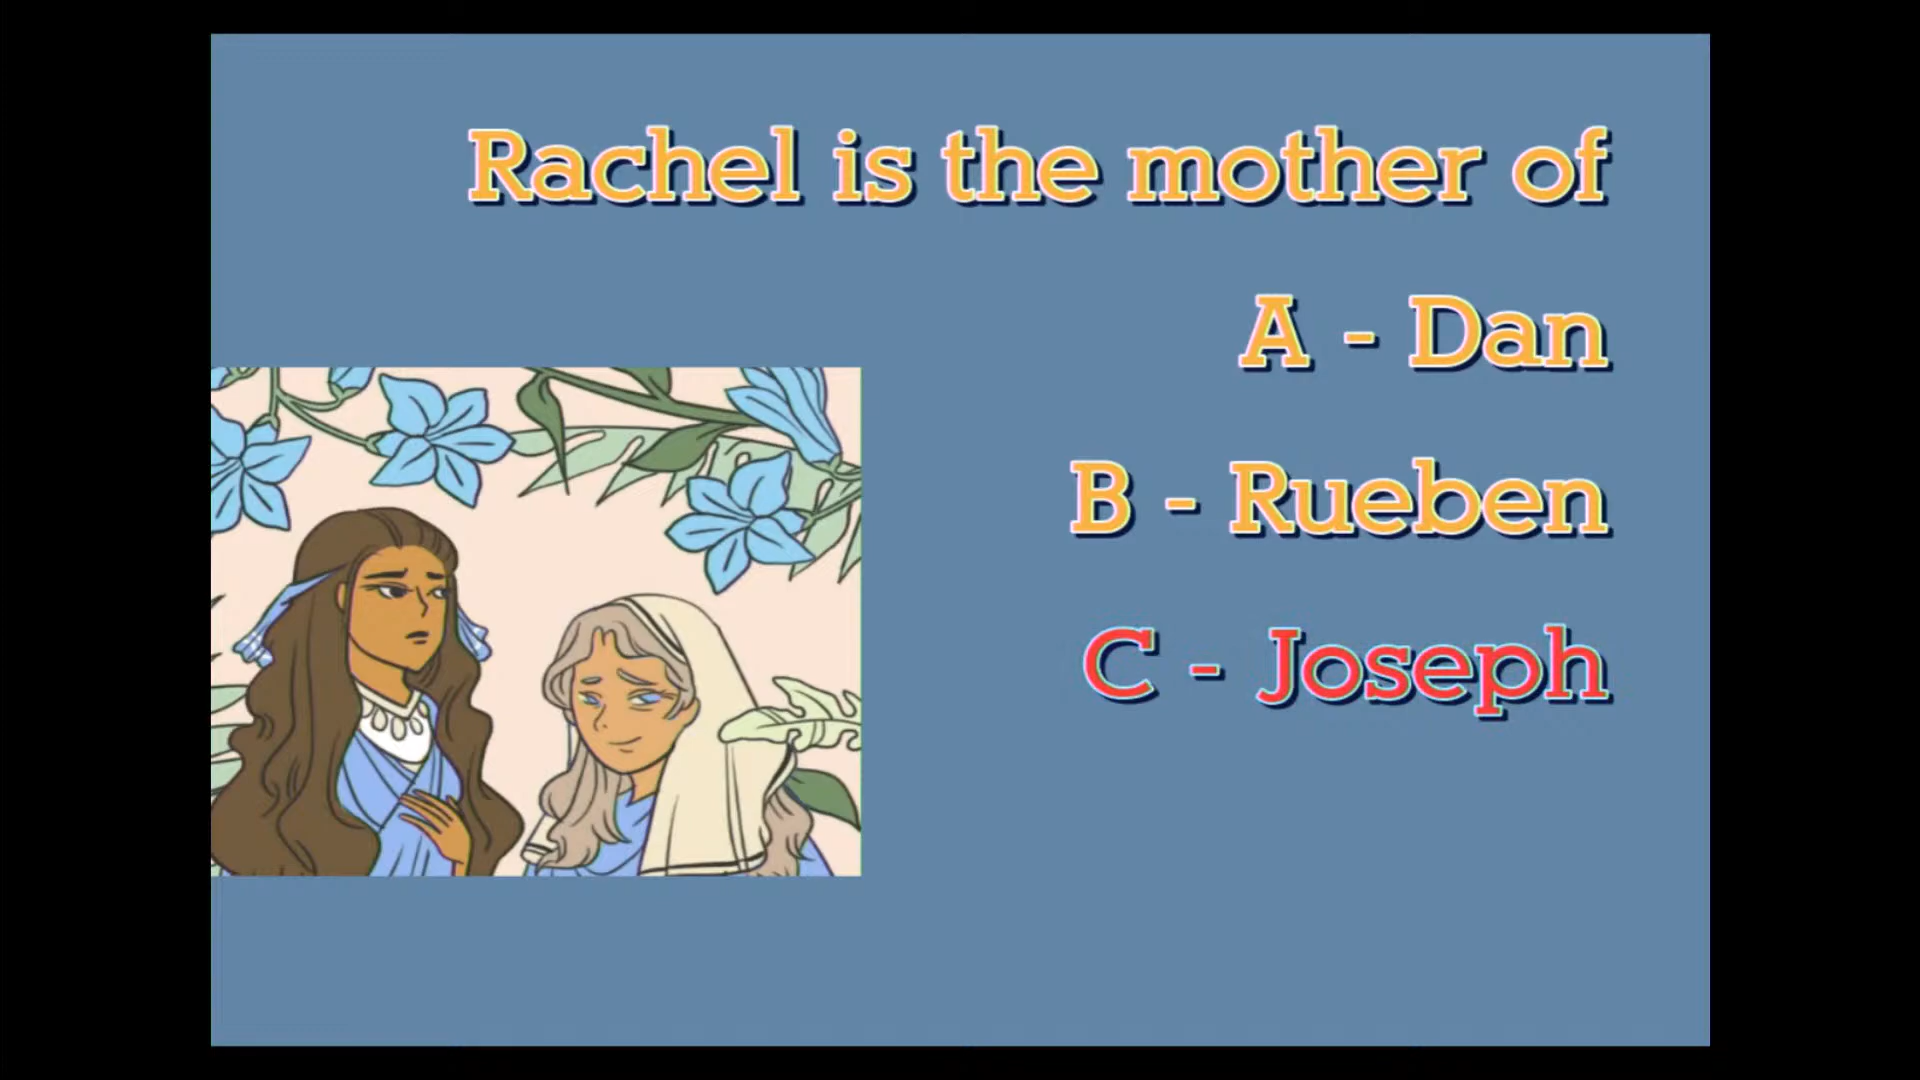 Rachel is the mother of
A - Dan
B - Rueben
C - Joseph